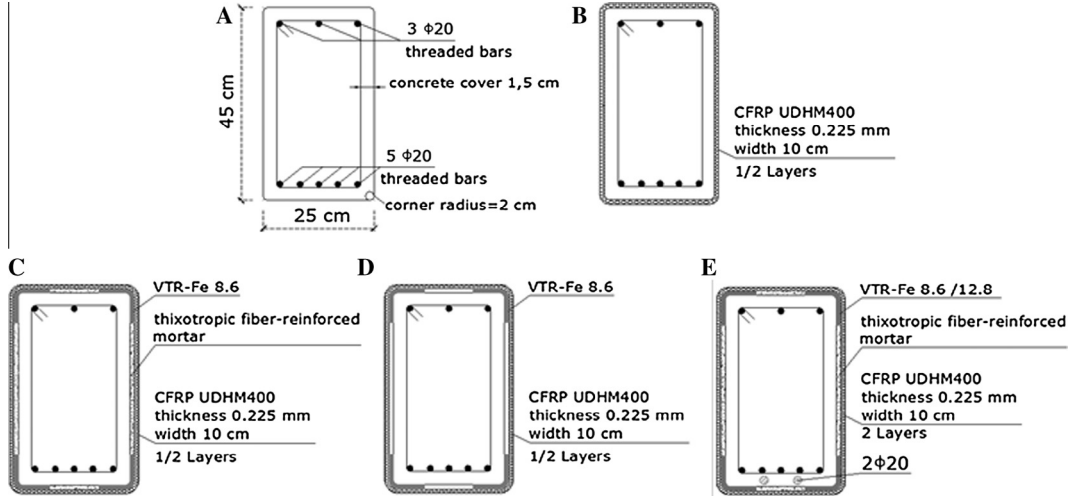 A
3 Φ20
threaded bars
concrete cover 1,5 cm
45 cm
5 Φ20
threaded bars
corner radius=2 cm
25 cm
B
CFRP UDHM400
thickness 0.225 mm
width 10 cm
1/2 Layers
C
VTR-Fe 8.6
thixotropic fiber-reinforced
mortar
CFRP UDHM400
thickness 0.225 mm
width 10 cm
1/2 Layers
D
VTR-Fe 8.6
CFRP UDHM400
thickness 0.225 mm
width 10 cm
1/2 Layers
E
VTR-Fe 8.6 /12.8
thixotropic fiber-reinforced
mortar
CFRP UDHM400
thickness 0.225 mm
width 10 cm
2 Layers
2Φ20